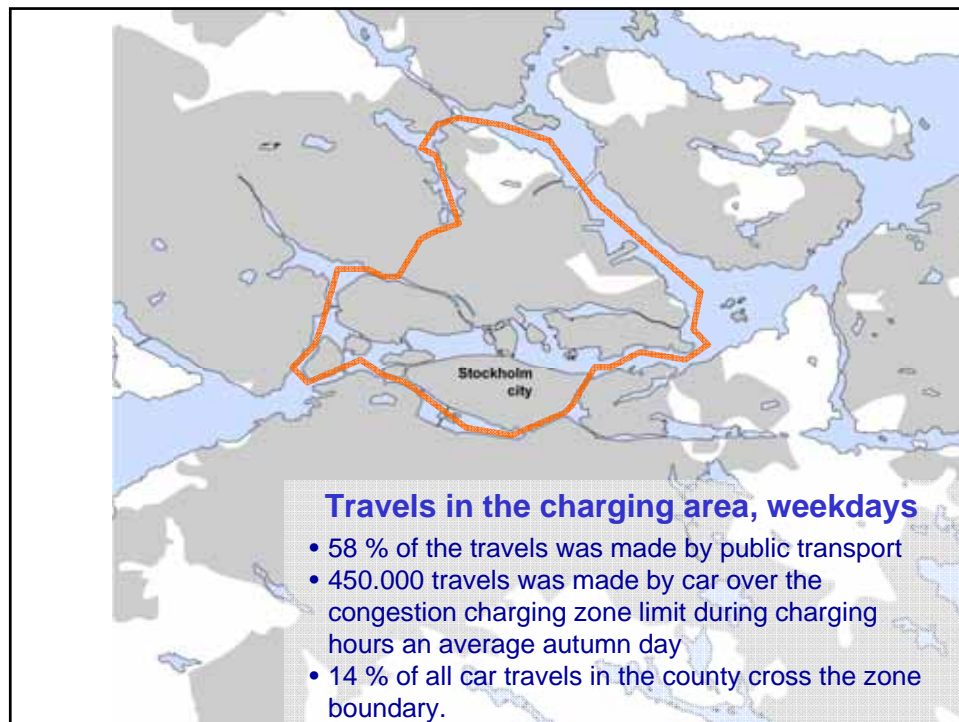 Stockholm
city
Travels in the charging area, weekdays
• 58 % of the travels was made by public transport
• 450.000 travels was made by car over the
congestion charging zone limit during charging
hours an average autumn day
• 14 % of all car travels in the county cross the zone
boundary.